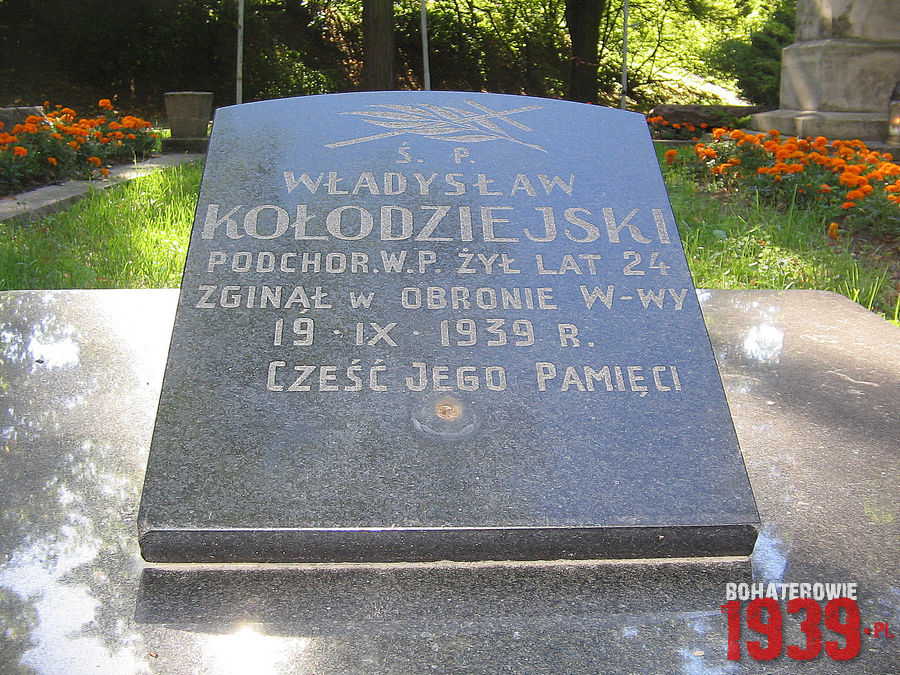 Ś. P.
WŁADYSŁAW
KOŁODZIEJSKI
PODCHOR. W. P. ŻYŁ LAT 24
ZGINĄŁ w OBRONIE W-WY
19 · IX · 1939 R.
CZEŚĆ JEGO PAMIĘCI
BOHATEROWIE
1939.PL